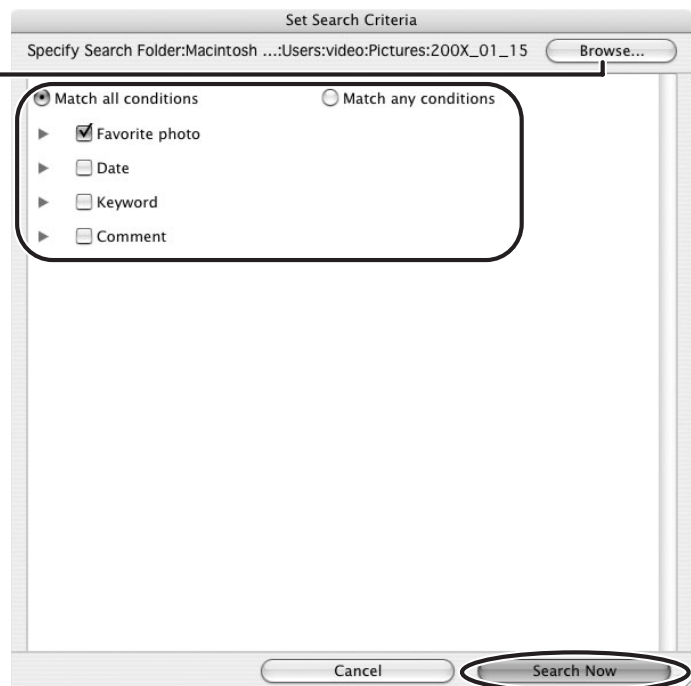 Set Search Criteria
Specify Search Folder:Macintosh ...:Users:video:Pictures:200X_01_15 Browse...
Match all conditions Match any conditions
Favorite photo
Date
Keyword
Comment
Cancel Search Now